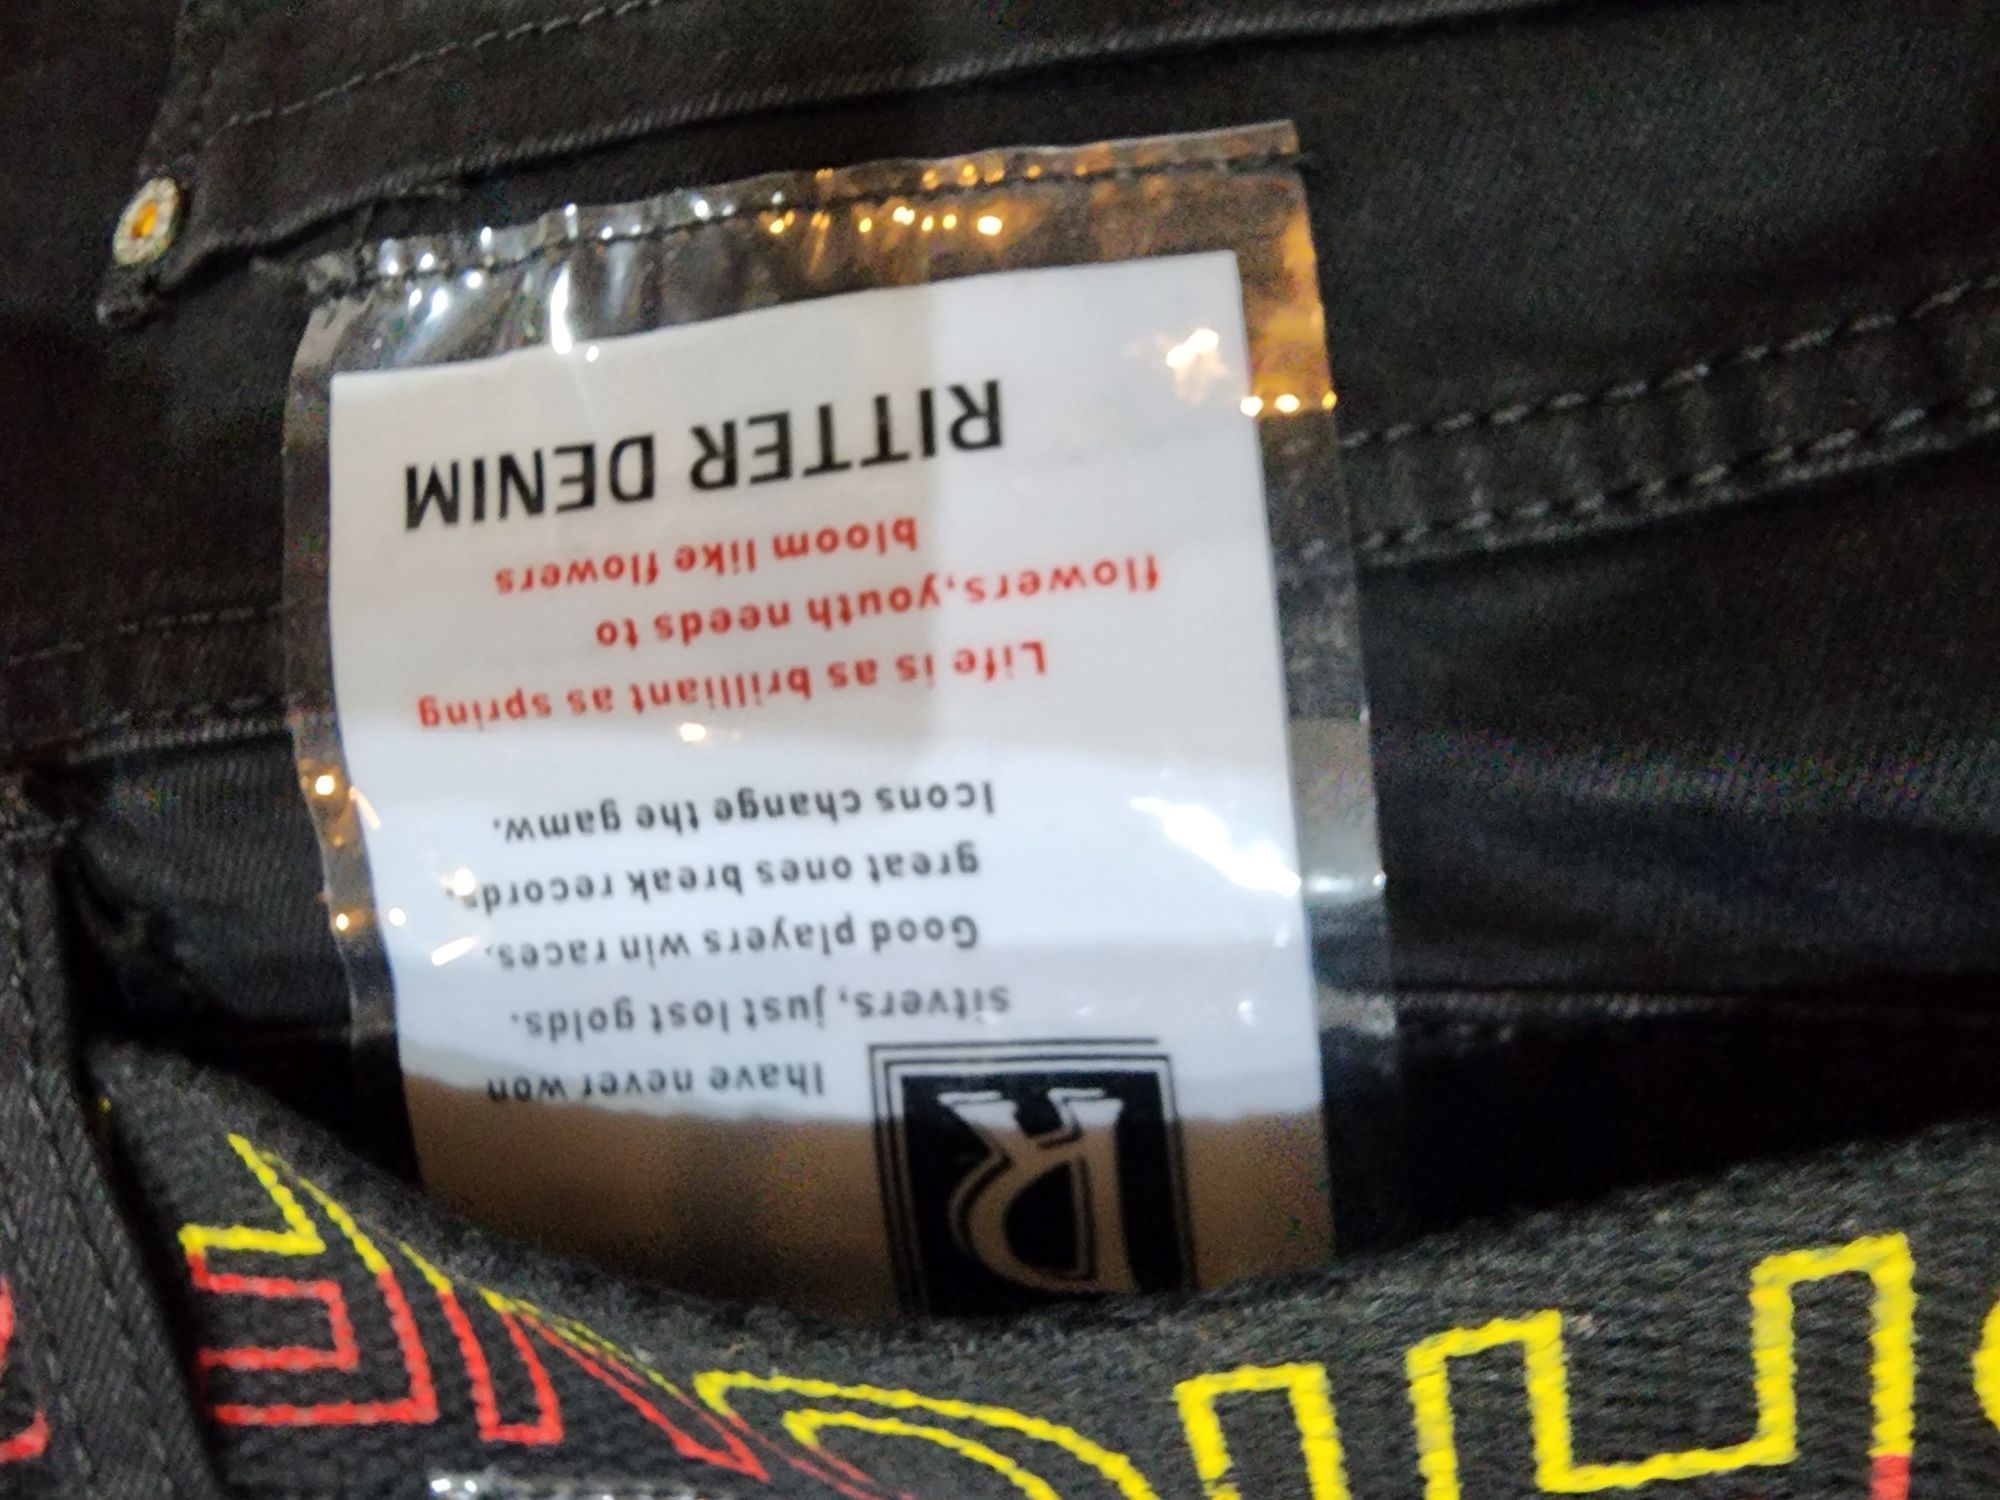 R
I have never won
sitvers, just lost golds.
Good players win races,
great ones break records.
Icons change the gamw.
Life is as brilliant as spring
flowers,youth needs to
bloom like flowers
RITTER DENIM